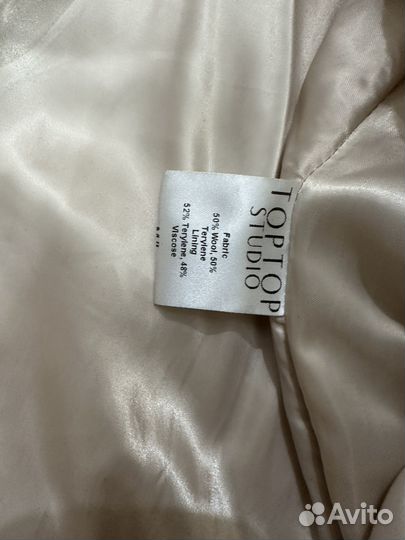 TOPTOP
STUDIO
Fabric
50% Wool, 50%
Terylene
Lining
52% Terylene, 48%
Viscose
Avito